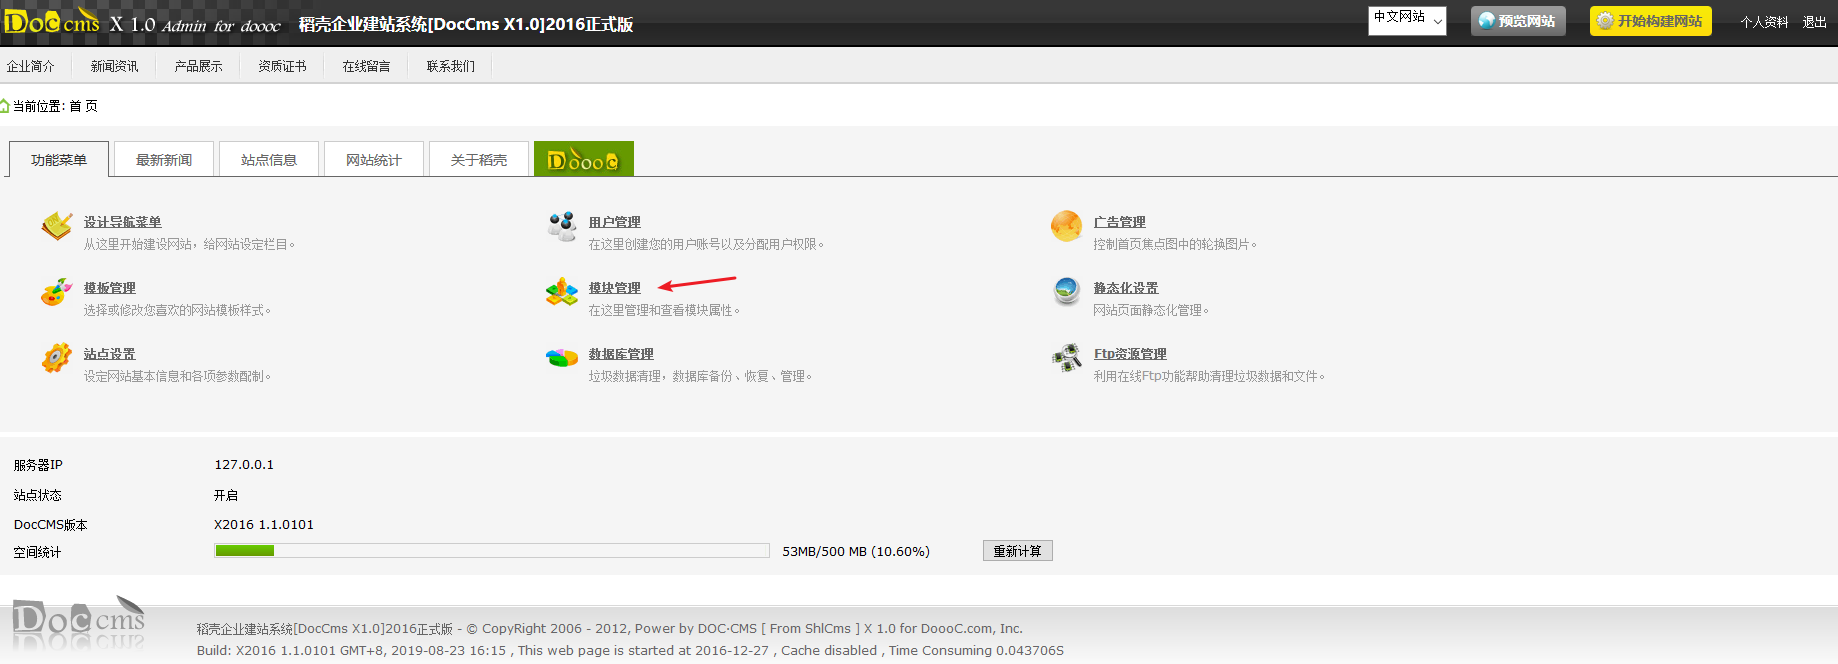 Doccms X 1.0 Admin for doooc 稻壳企业建站系统[DocCms X1.0]2016正式版 中文网站 预览网站 开始构建网站 个人资料 退出
企业简介 新闻资讯 产品展示 资质证书 在线留言 联系我们
当前位置: 首 页
功能菜单 最新新闻 站点信息 网站统计 关于稻壳 Doooc
设计导航菜单 用户管理 广告管理
从这里开始建设网站，给网站设定栏目。 在这里创建您的用户账号以及分配用户权限。 控制首页焦点图中的轮换图片。
模板管理 模块管理 静态化设置
选择或修改您喜欢的网站模板样式。 在这里管理和查看模块属性。 网站页面静态化管理。
站点设置 数据库管理 Ftp资源管理
设定网站基本信息和各项参数配制。 垃圾数据清理，数据库备份、恢复、管理。 利用在线Ftp功能帮助清理垃圾数据和文件。
服务器IP 127.0.0.1
站点状态 开启
DocCMS版本 X2016 1.1.0101
空间统计 53MB/500 MB (10.60%) 重新计算
Doccms
稻壳企业建站系统[DocCms X1.0]2016正式版 - © CopyRight 2006 - 2012, Power by DOC·CMS [ From ShlCms ] X 1.0 for DoooC.com, Inc.
Build: X2016 1.1.0101 GMT+8, 2019-08-23 16:15 , This web page is started at 2016-12-27 , Cache disabled , Time Consuming 0.043706S